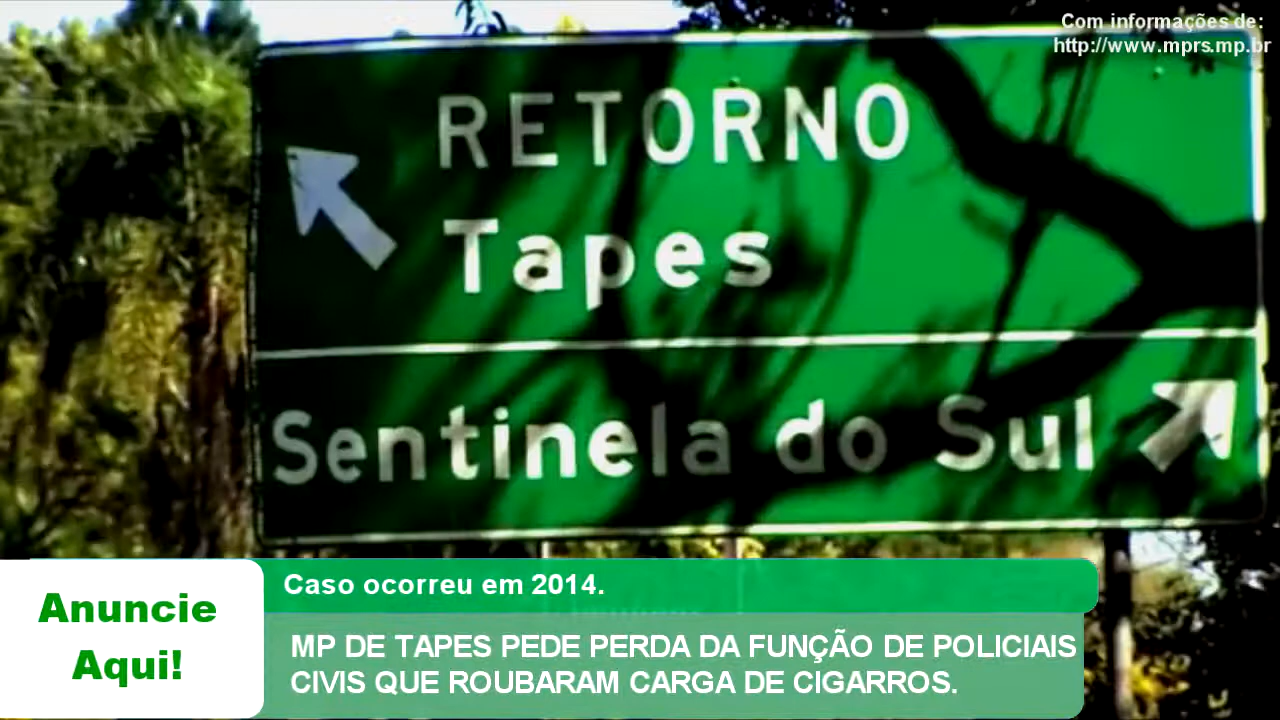 Com informações de:
http://www.mprs.mp.br
RETORNO
Tapes
Sentinela do Sul
Anuncie
Aqui!
Caso ocorreu em 2014.
MP DE TAPES PEDE PERDA DA FUNÇÃO DE POLICIAIS
CIVIS QUE ROUBARAM CARGA DE CIGARROS.